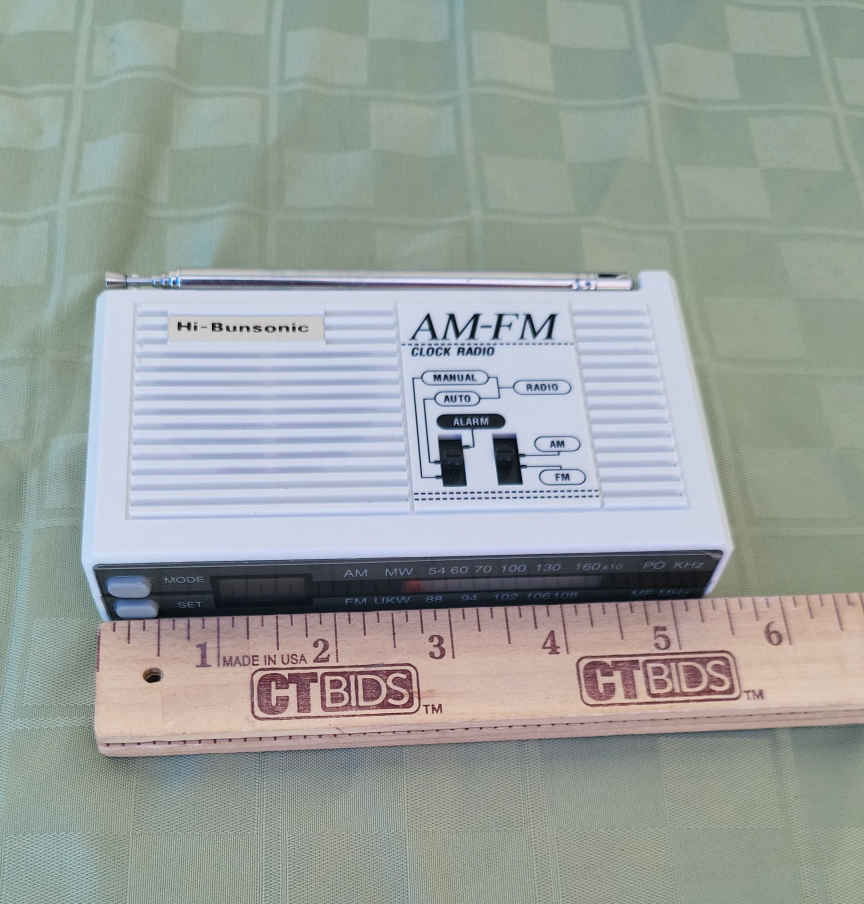 Hi-Bunsonic
AM-FM
CLOCK RADIO
MANUAL
RADIO
AUTO
ALARM
AM
FM
MODE
AM MW 54 60 70 100 130 160 x10 KHz
SET
FM UKW 88 94 102 106 108
1 2 3 4 5 6
MADE IN USA
CTBIDS TM
CTBIDS TM